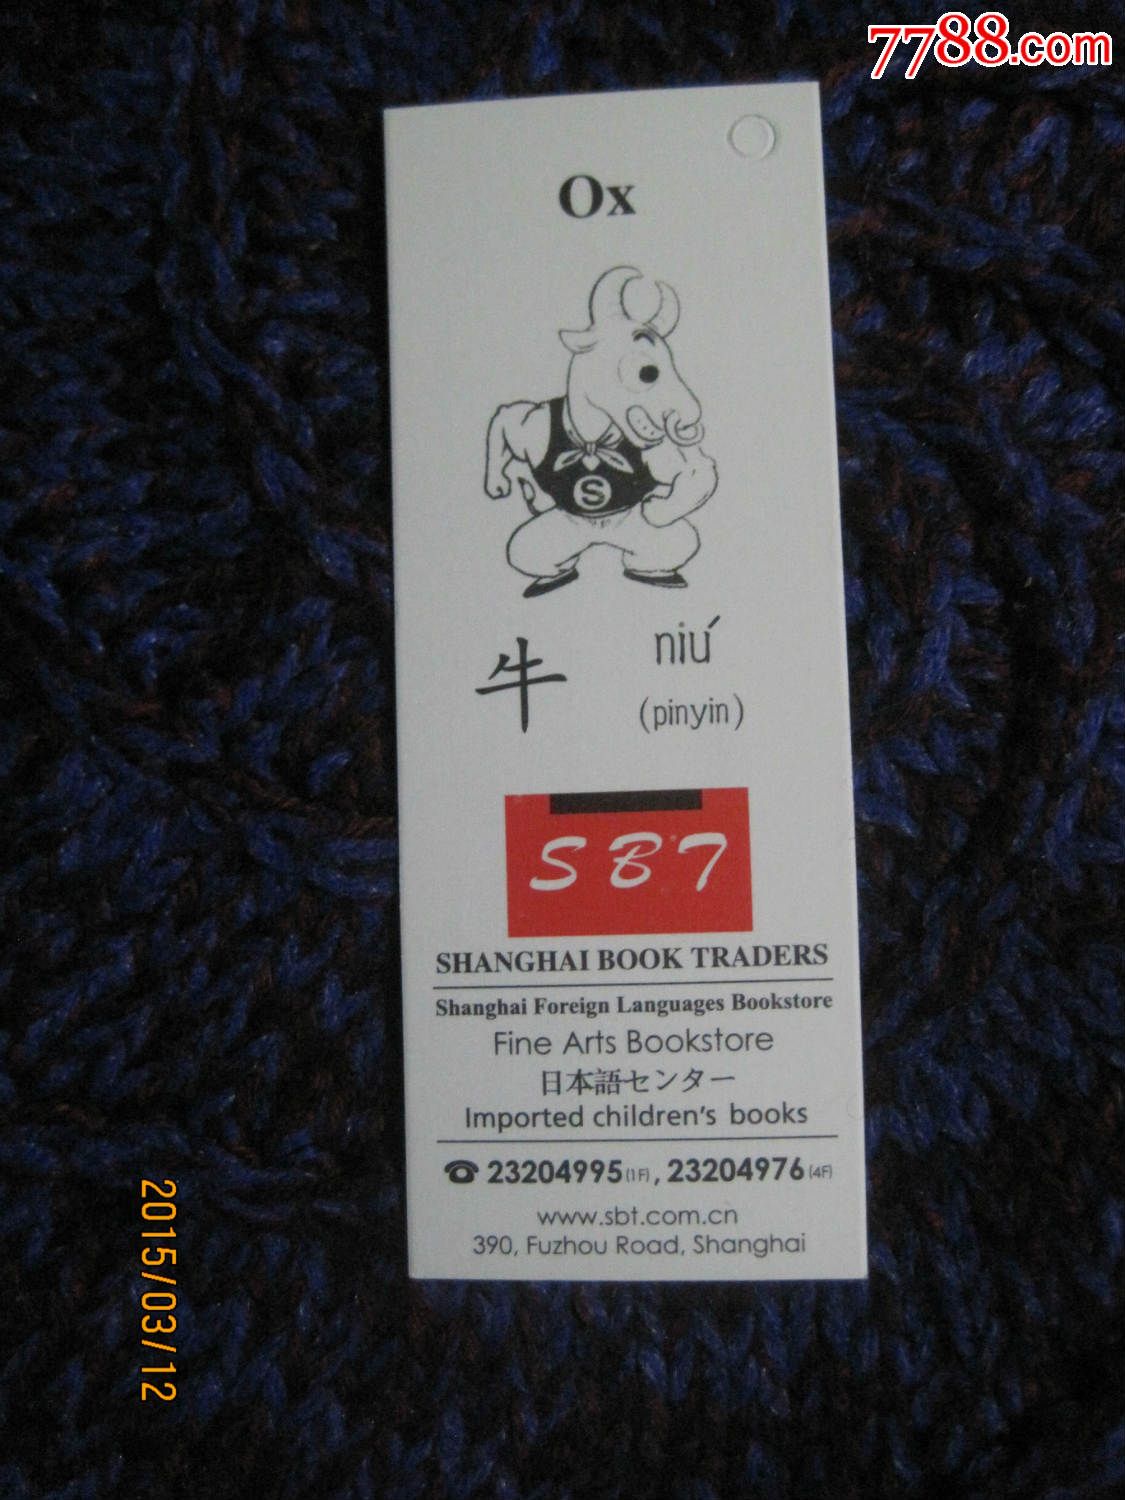 7788.com
Ox
S
牛
niú
(pinyin)
SBT
SHANGHAI BOOK TRADERS
Shanghai Foreign Languages Bookstore
Fine Arts Bookstore
日本語センター
Imported children's books
☎23204995(1F), 23204976(4F)
www.sbt.com.cn
390, Fuzhou Road, Shanghai
2015/03/12